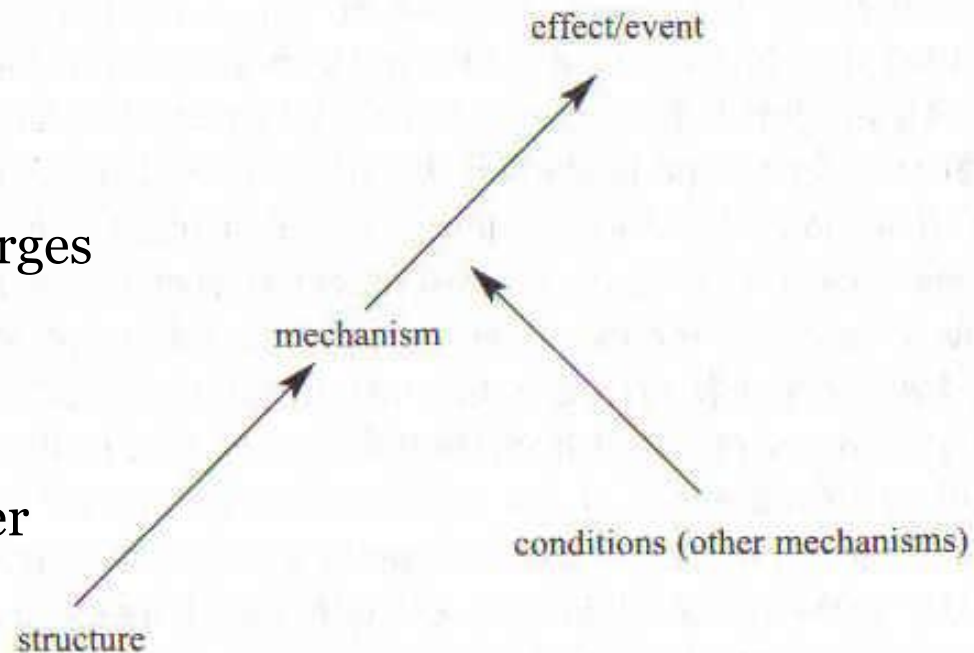 effect/event
rges
mechanism
er
conditions (other mechanisms)
structure